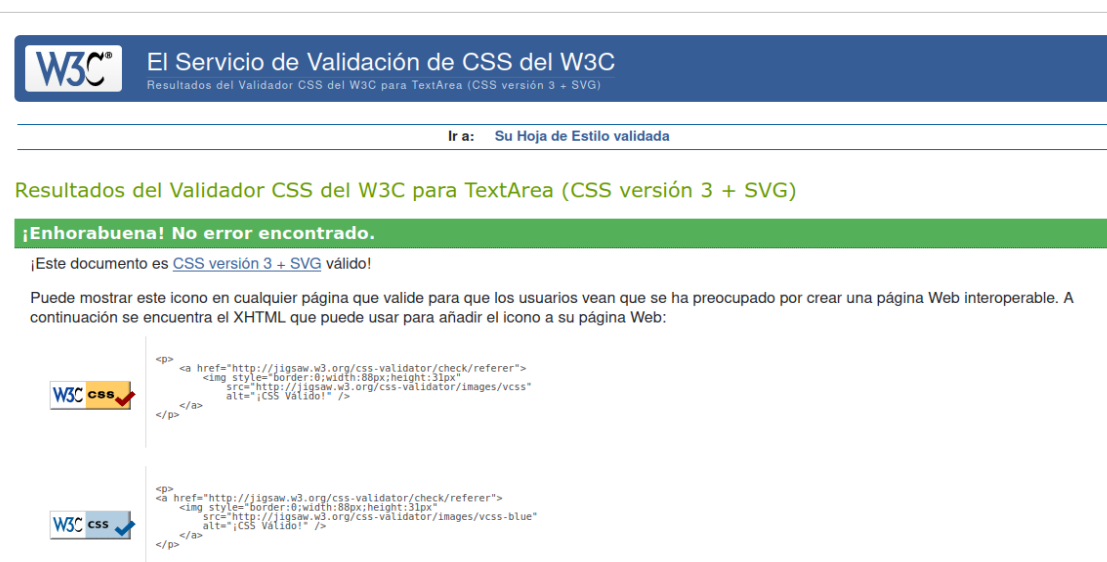 W3C®
El Servicio de Validación de CSS del W3C
Resultados del Validador CSS del W3C para TextArea (CSS versión 3 + SVG)
Ir a: Su Hoja de Estilo validada
Resultados del Validador CSS del W3C para TextArea (CSS versión 3 + SVG)
¡Enhorabuena! No error encontrado.
¡Este documento es CSS versión 3 + SVG válido!
Puede mostrar este icono en cualquier página que valide para que los usuarios vean que se ha preocupado por crear una página Web interoperable. A
continuación se encuentra el XHTML que puede usar para añadir el icono a su página Web:
W3C css
<p>
<a href="http://jigsaw.w3.org/css-validator/check/referer">
<img style="border:0;width:88px;height:31px"
src="http://jigsaw.w3.org/css-validator/images/vcss"
alt="¡CSS Válido!" />
</a>
</p>
W3C css
<p>
<a href="http://jigsaw.w3.org/css-validator/check/referer">
<img style="border:0;width:88px;height:31px"
src="http://jigsaw.w3.org/css-validator/images/vcss-blue"
alt="¡CSS Válido!" />
</a>
</p>